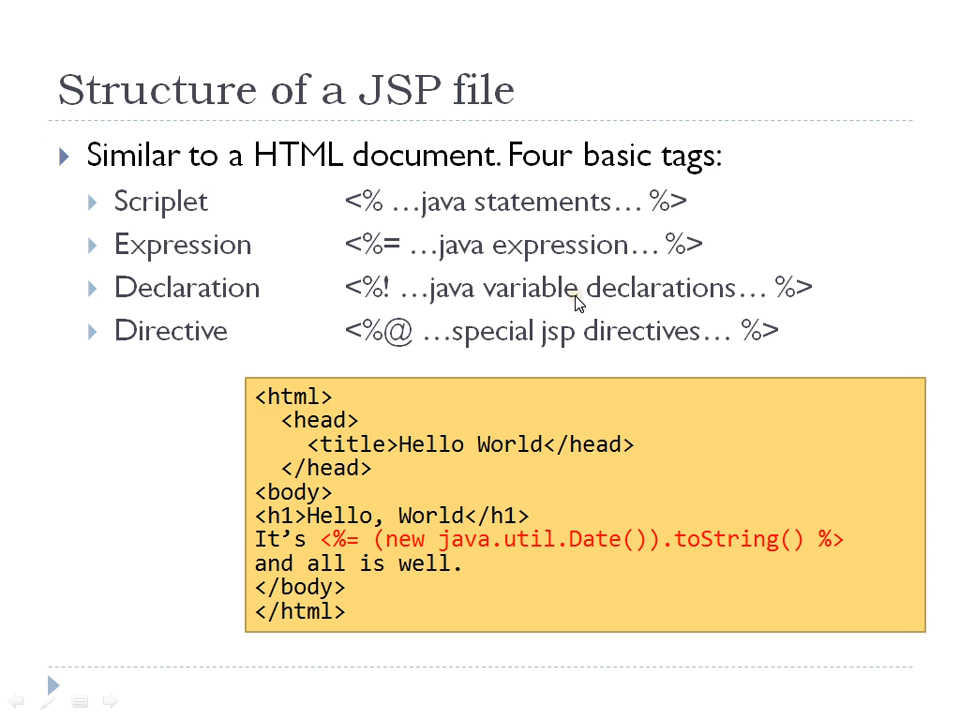 Structure of a JSP file
Similar to a HTML document. Four basic tags:
Scriplet <% …java statements… %>
Expression <%= …java expression… %>
Declaration <%! …java variable declarations… %>
Directive <%@ …special jsp directives… %>
<html>
  <head>
    <title>Hello World</head>
  </head>
<body>
<h1>Hello, World</h1>
It’s <%= (new java.util.Date()).toString() %>
and all is well.
</body>
</html>